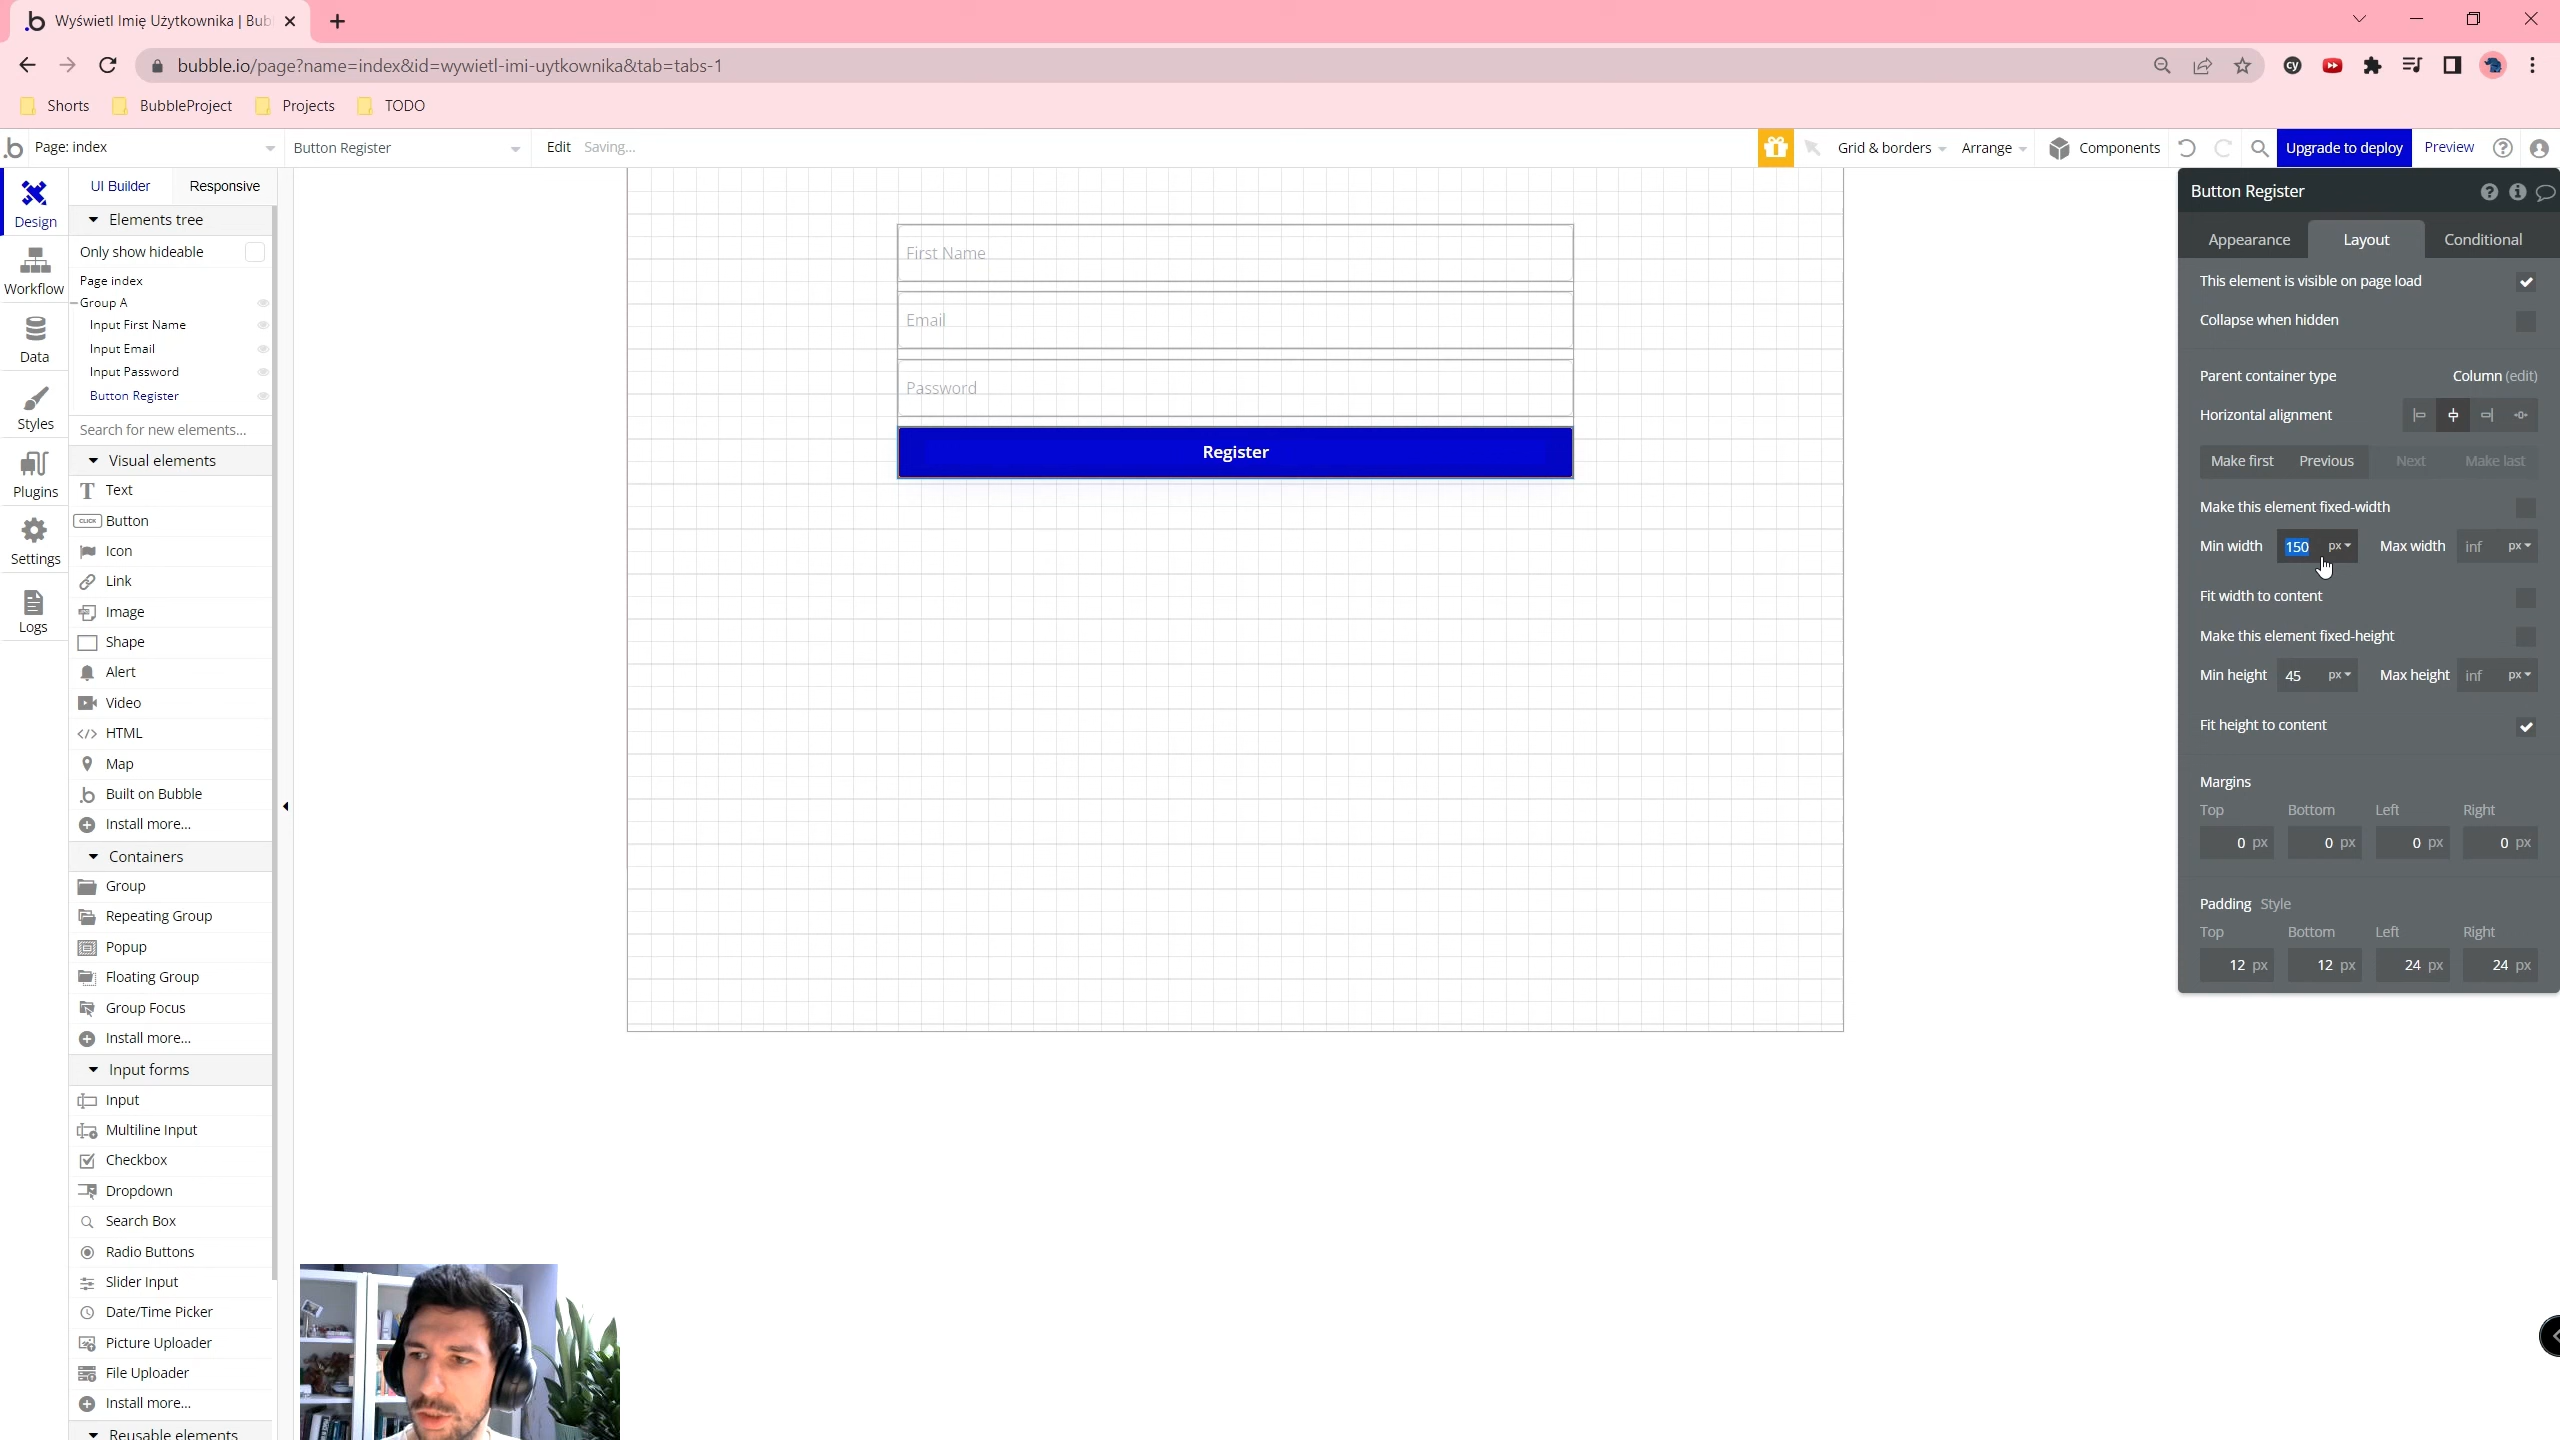 Wyświetl Imię Użytkownika | Bub
bubble.io/page?name=index&id=wywietl-imi-uytkownika&tab=tabs-1
Shorts BubbleProject Projects TODO
Page: index Button Register Edit Saving... Grid & borders Arrange Components Upgrade to deploy Preview
UI Builder Responsive
Design
Workflow
Data
Styles
Plugins
Settings
Logs
Elements tree
Only show hideable
Page index
Group A
Input First Name
Input Email
Input Password
Button Register
Search for new elements...
Visual elements
Text
CLICK Button
Icon
Link
Image
Shape
Alert
Video
HTML
Map
Built on Bubble
Install more...
Containers
Group
Repeating Group
Popup
Floating Group
Group Focus
Install more...
Input forms
Input
Multiline Input
Checkbox
Dropdown
Search Box
Radio Buttons
Slider Input
Date/Time Picker
Picture Uploader
File Uploader
Install more...
Reusable elements
First Name
Email
Password
Register
Button Register
Appearance Layout Conditional
This element is visible on page load
Collapse when hidden
Parent container type Column (edit)
Horizontal alignment
Make first Previous Next Make last
Make this element fixed-width
Min width 150 px Max width inf px
Fit width to content
Make this element fixed-height
Min height 45 px Max height inf px
Fit height to content
Margins
Top Bottom Left Right
0 px 0 px 0 px 0 px
Padding Style
Top Bottom Left Right
12 px 12 px 24 px 24 px